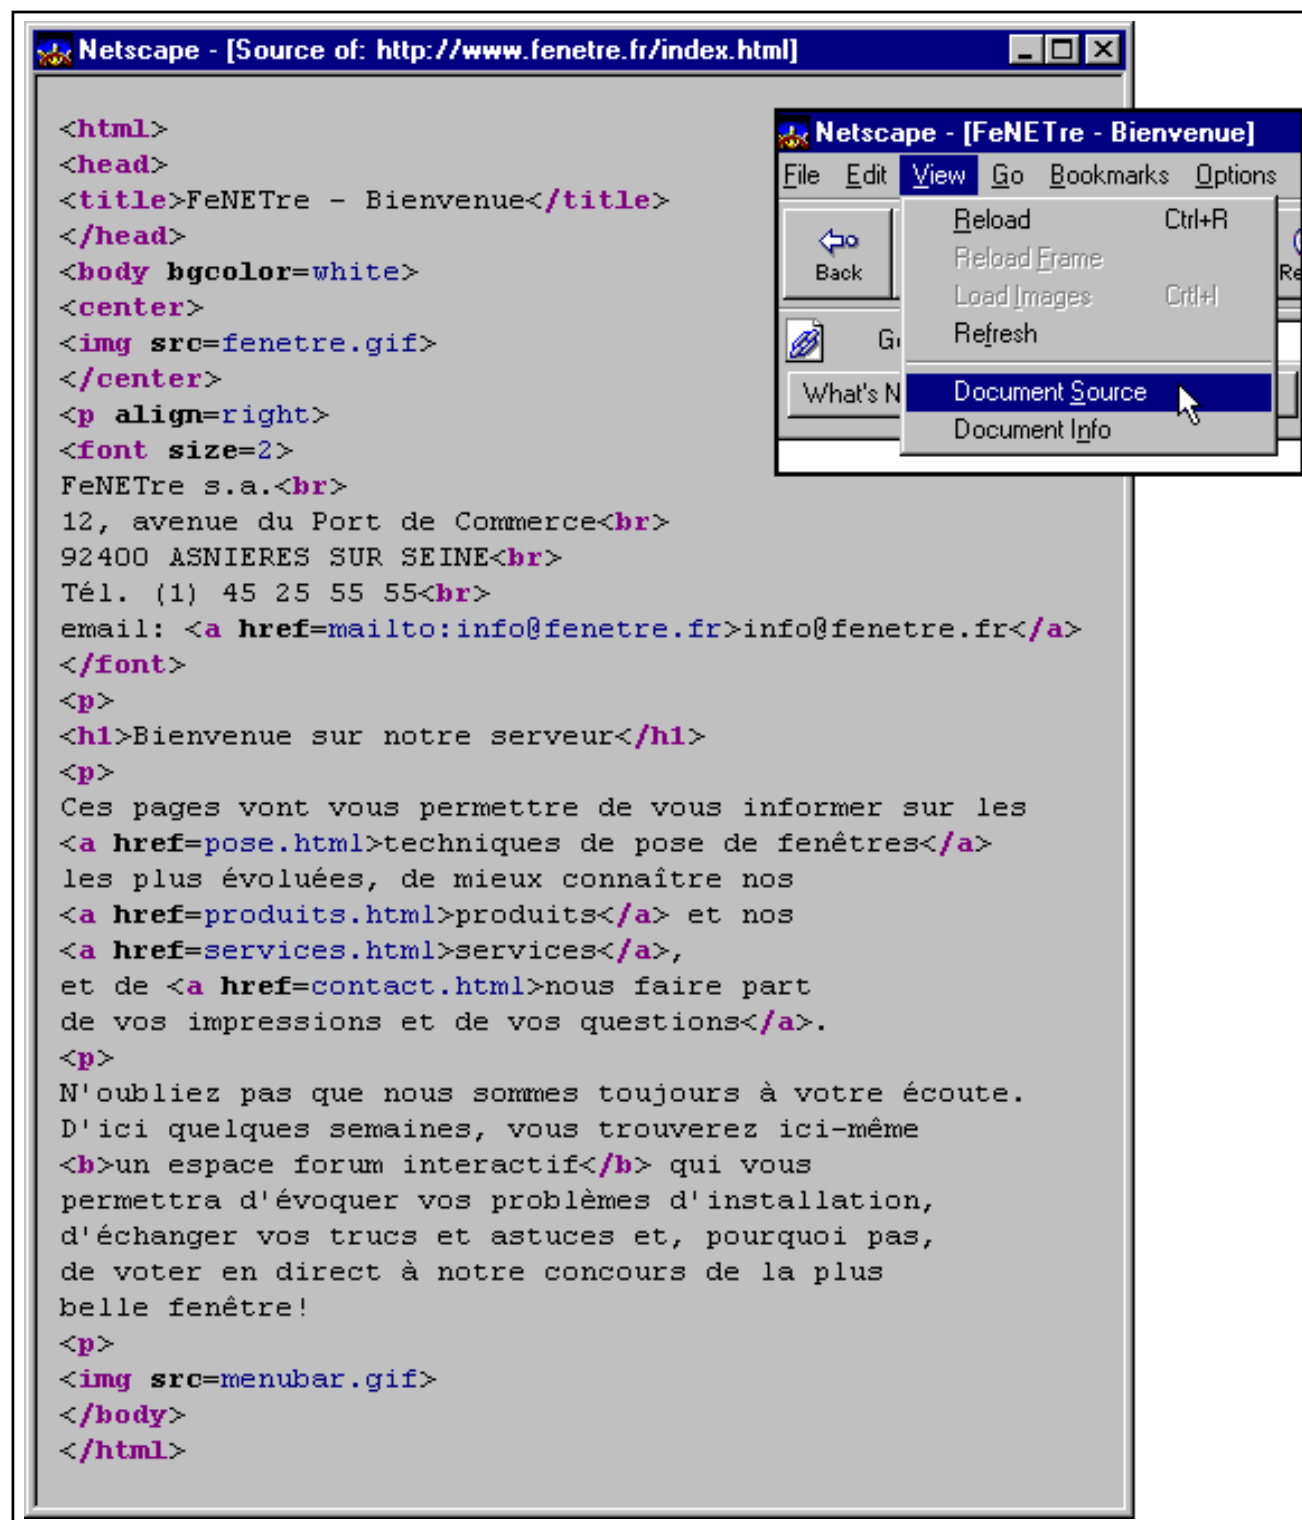 Netscape - [Source of: http://www.fenetre.fr/index.html]
<html>
<head>
<title>FeNETre - Bienvenue</title>
</head>
<body bgcolor=white>
<center>
<img src=fenetre.gif>
</center>
<p align=right>
<font size=2>
FeNETre s.a.<br>
12, avenue du Port de Commerce<br>
92400 ASNIERES SUR SEINE<br>
Tél. (1) 45 25 55 55<br>
email: <a href=mailto:info@fenetre.fr>info@fenetre.fr</a>
</font>
<p>
<h1>Bienvenue sur notre serveur</h1>
<p>
Ces pages vont vous permettre de vous informer sur les
<a href=pose.html>techniques de pose de fenêtres</a>
les plus évoluées, de mieux connaître nos
<a href=produits.html>produits</a> et nos
<a href=services.html>services</a>,
et de <a href=contact.html>nous faire part
de vos impressions et de vos questions</a>.
<p>
N'oubliez pas que nous sommes toujours à votre écoute.
D'ici quelques semaines, vous trouverez ici-même
<b>un espace forum interactif</b> qui vous
permettra d'évoquer vos problèmes d'installation,
d'échanger vos trucs et astuces et, pourquoi pas,
de voter en direct à notre concours de la plus
belle fenêtre!
<p>
<img src=menubar.gif>
</body>
</html>
Netscape - [FeNETre - Bienvenue]
File Edit View Go Bookmarks Options
Back
Reload Ctrl+R
Reload Frame
Load Images Crtl+I
Refresh
What's N
Document Source
Document Info